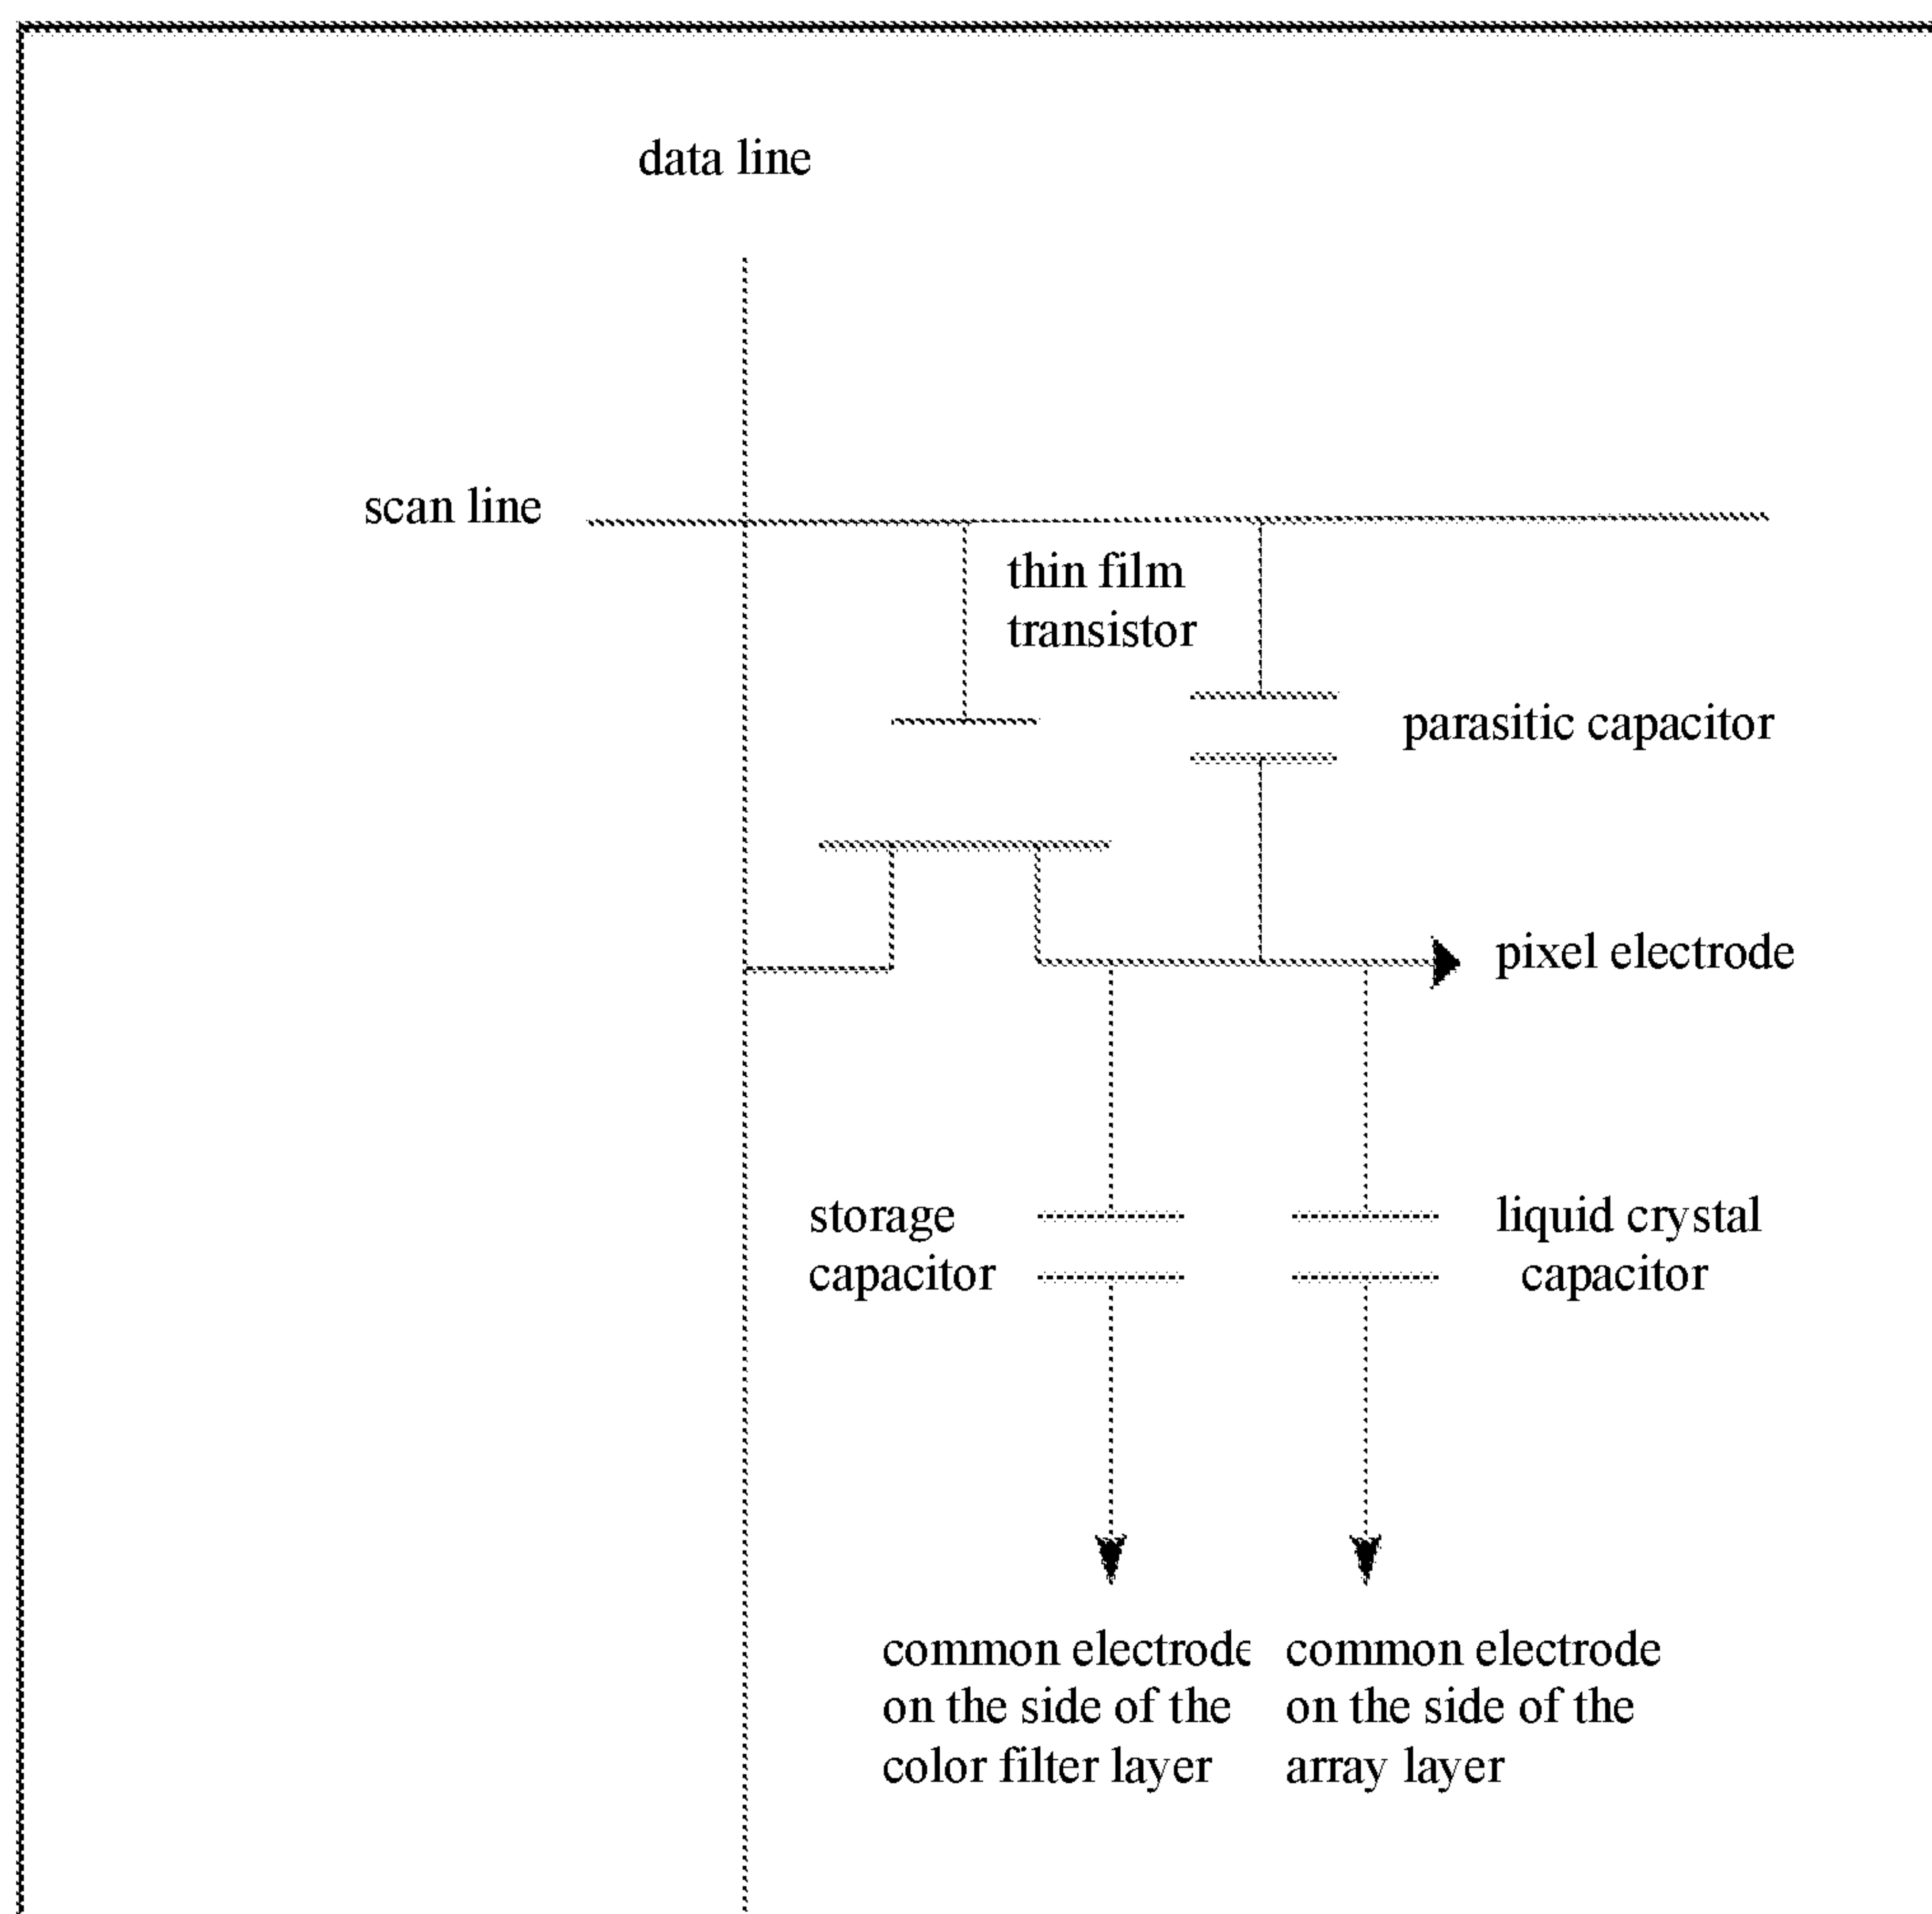 data line
scan line
thin film
transistor
parasitic capacitor
pixel electrode
storage
capacitor
liquid crystal
capacitor
common electrode
on the side of the
color filter layer
common electrode
on the side of the
array layer